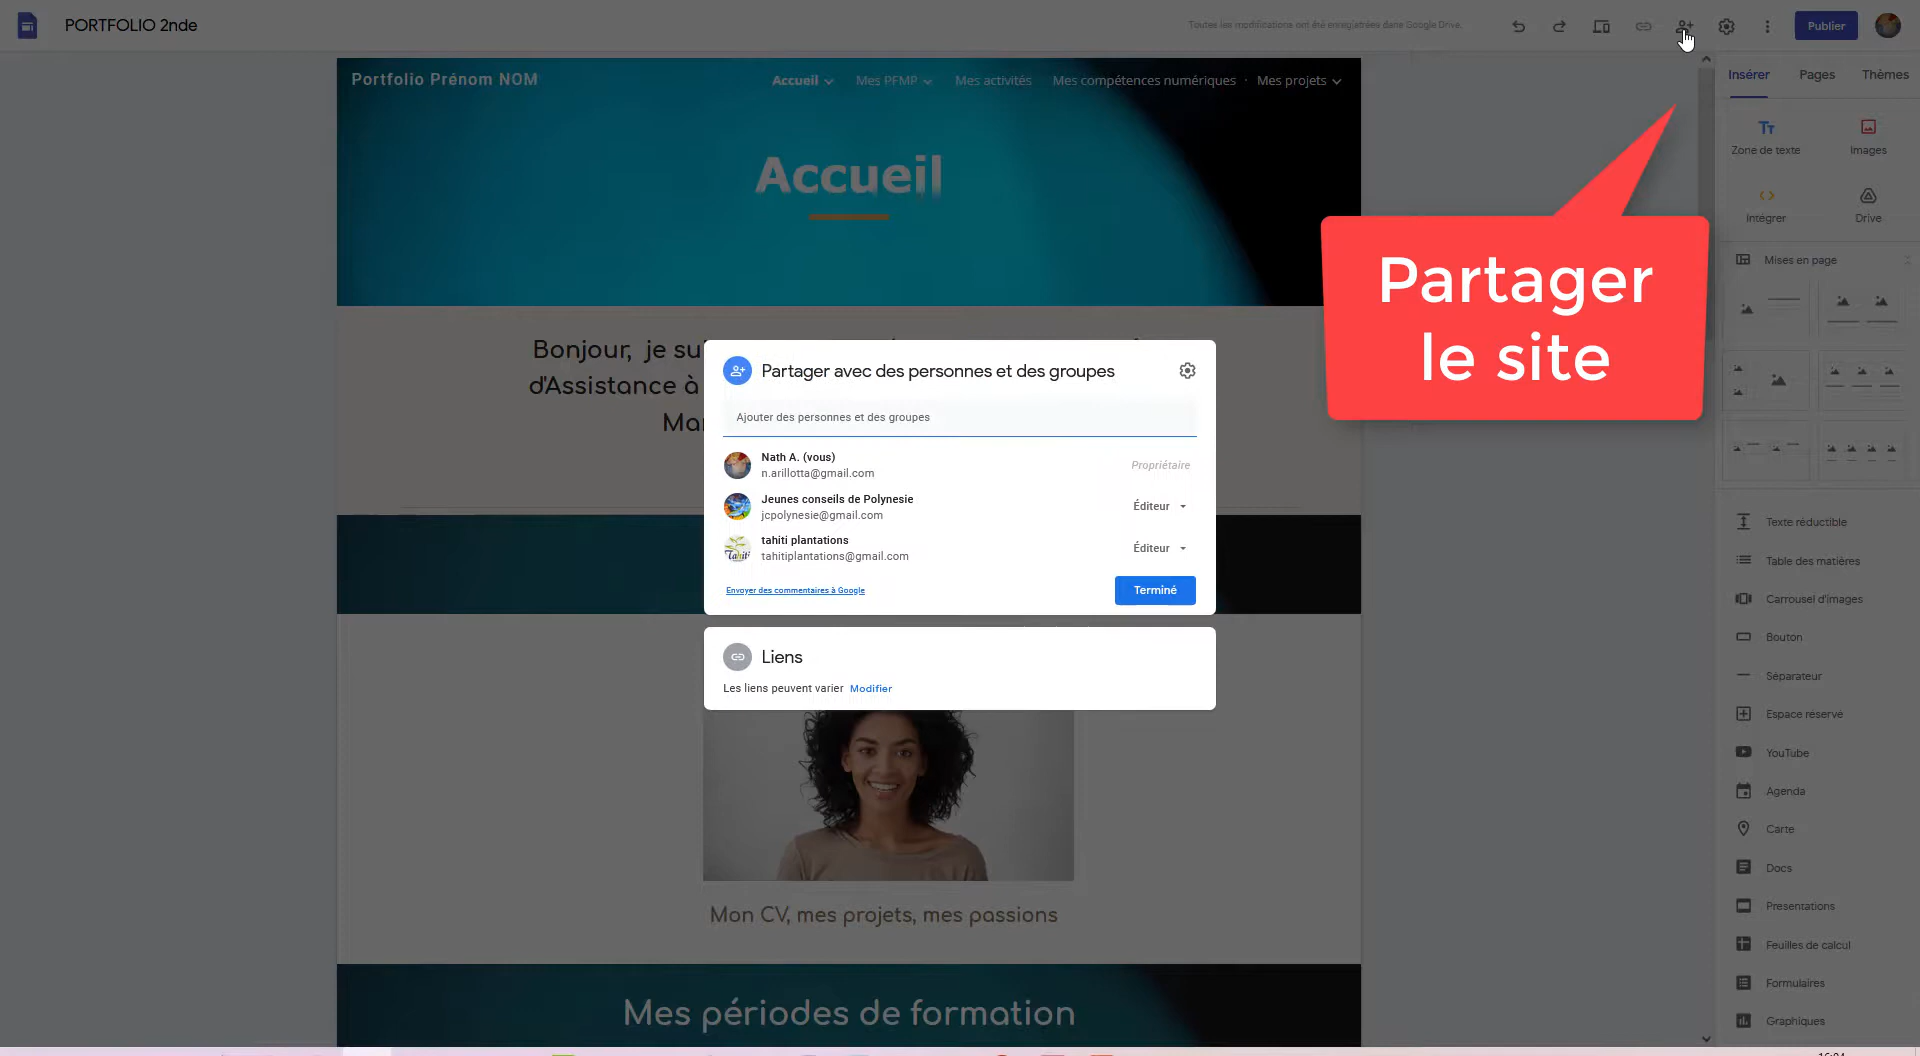 PORTFOLIO 2nde
Toutes les modifications ont été enregistrées dans Google Drive.
Publier
Portfolio Prénom NOM
Accueil
Mes PFMP
Mes activités
Mes compétences numériques
Mes projets
Insérer
Pages
Thèmes
Accueil
Zone de texte
Images
Intégrer
Drive
Mises en page
Partager
le site
Bonjour, je su
d'Assistance à
Mar
Partager avec des personnes et des groupes
Ajouter des personnes et des groupes
Nath A. (vous)
n.arillotta@gmail.com
Propriétaire
Jeunes conseils de Polynesie
jcpolynesie@gmail.com
Éditeur
tahiti plantations
tahitiplantations@gmail.com
Éditeur
Envoyer des commentaires à Google
Terminé
Liens
Les liens peuvent varier Modifier
Texte réductible
Table des matières
Carrousel d'images
Bouton
Séparateur
Espace réservé
YouTube
Agenda
Carte
Docs
Presentations
Feuilles de calcul
Formulaires
Graphiques
Mon CV, mes projets, mes passions
Mes périodes de formation